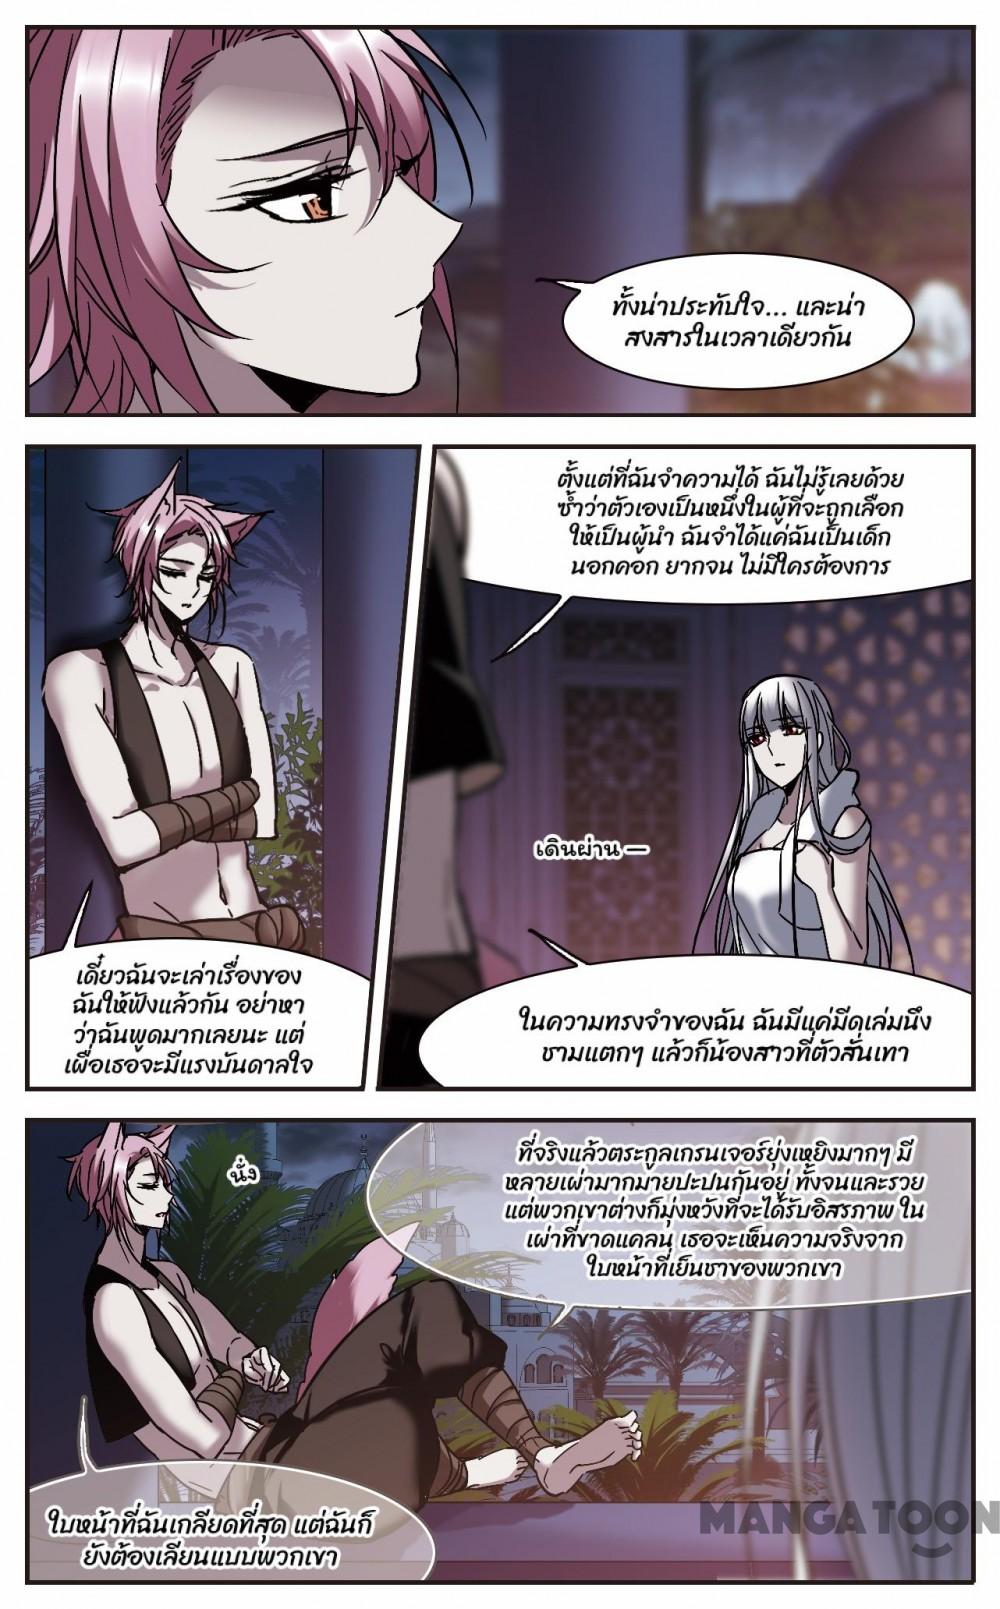 ทั้งน่าประทับใจ... และน่า
สงสารในเวลาเดียวกัน
ตั้งแต่ที่ฉันจำความได้ ฉันไม่รู้เลยด้วย
ซ้ำว่าตัวเองเป็นหนึ่งในผู้ที่จะถูกเลือก
ให้เป็นผู้นำ ฉันจำได้แค่ฉันเป็นเด็ก
นอกคอก ยากจน ไม่มีใครต้องการ
เดินผ่าน —
เดี๋ยวฉันจะเล่าเรื่องของ
ฉันให้ฟังแล้วกัน อย่าหา
ว่าฉันพูดมากเลยนะ แต่
เผื่อเธอจะมีแรงบันดาลใจ
ในความทรงจำของฉัน ฉันมีแค่มีดเล่มนึง
ชามแตกๆ แล้วก็น้องสาวที่ตัวสั่นเทา
นั่ง
ที่จริงแล้วตระกูลเกรนเจอร์ยุ่งเหยิงมากๆ มี
หลายเผ่ามากมายปะปนกันอยู่ ทั้งจนและรวย
แต่พวกเขาต่างก็มุ่งหวังที่จะได้รับอิสรภาพ ใน
เผ่าที่ขาดแคลน เธอจะเห็นความจริงจาก
ใบหน้าที่เย็นชาของพวกเขา
ใบหน้าที่ฉันเกลียดที่สุด แต่ฉันก็
ยังต้องเลียนแบบพวกเขา
MANGATOON